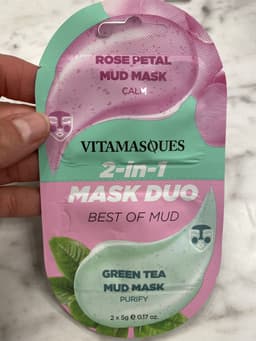 ROSE PETAL
MUD MASK
CALM
VITAMASQUES
2-in-1
MASK DUO
BEST OF MUD
GREEN TEA
MUD MASK
PURIFY
2 x 5g ℮ 0.17 oz.